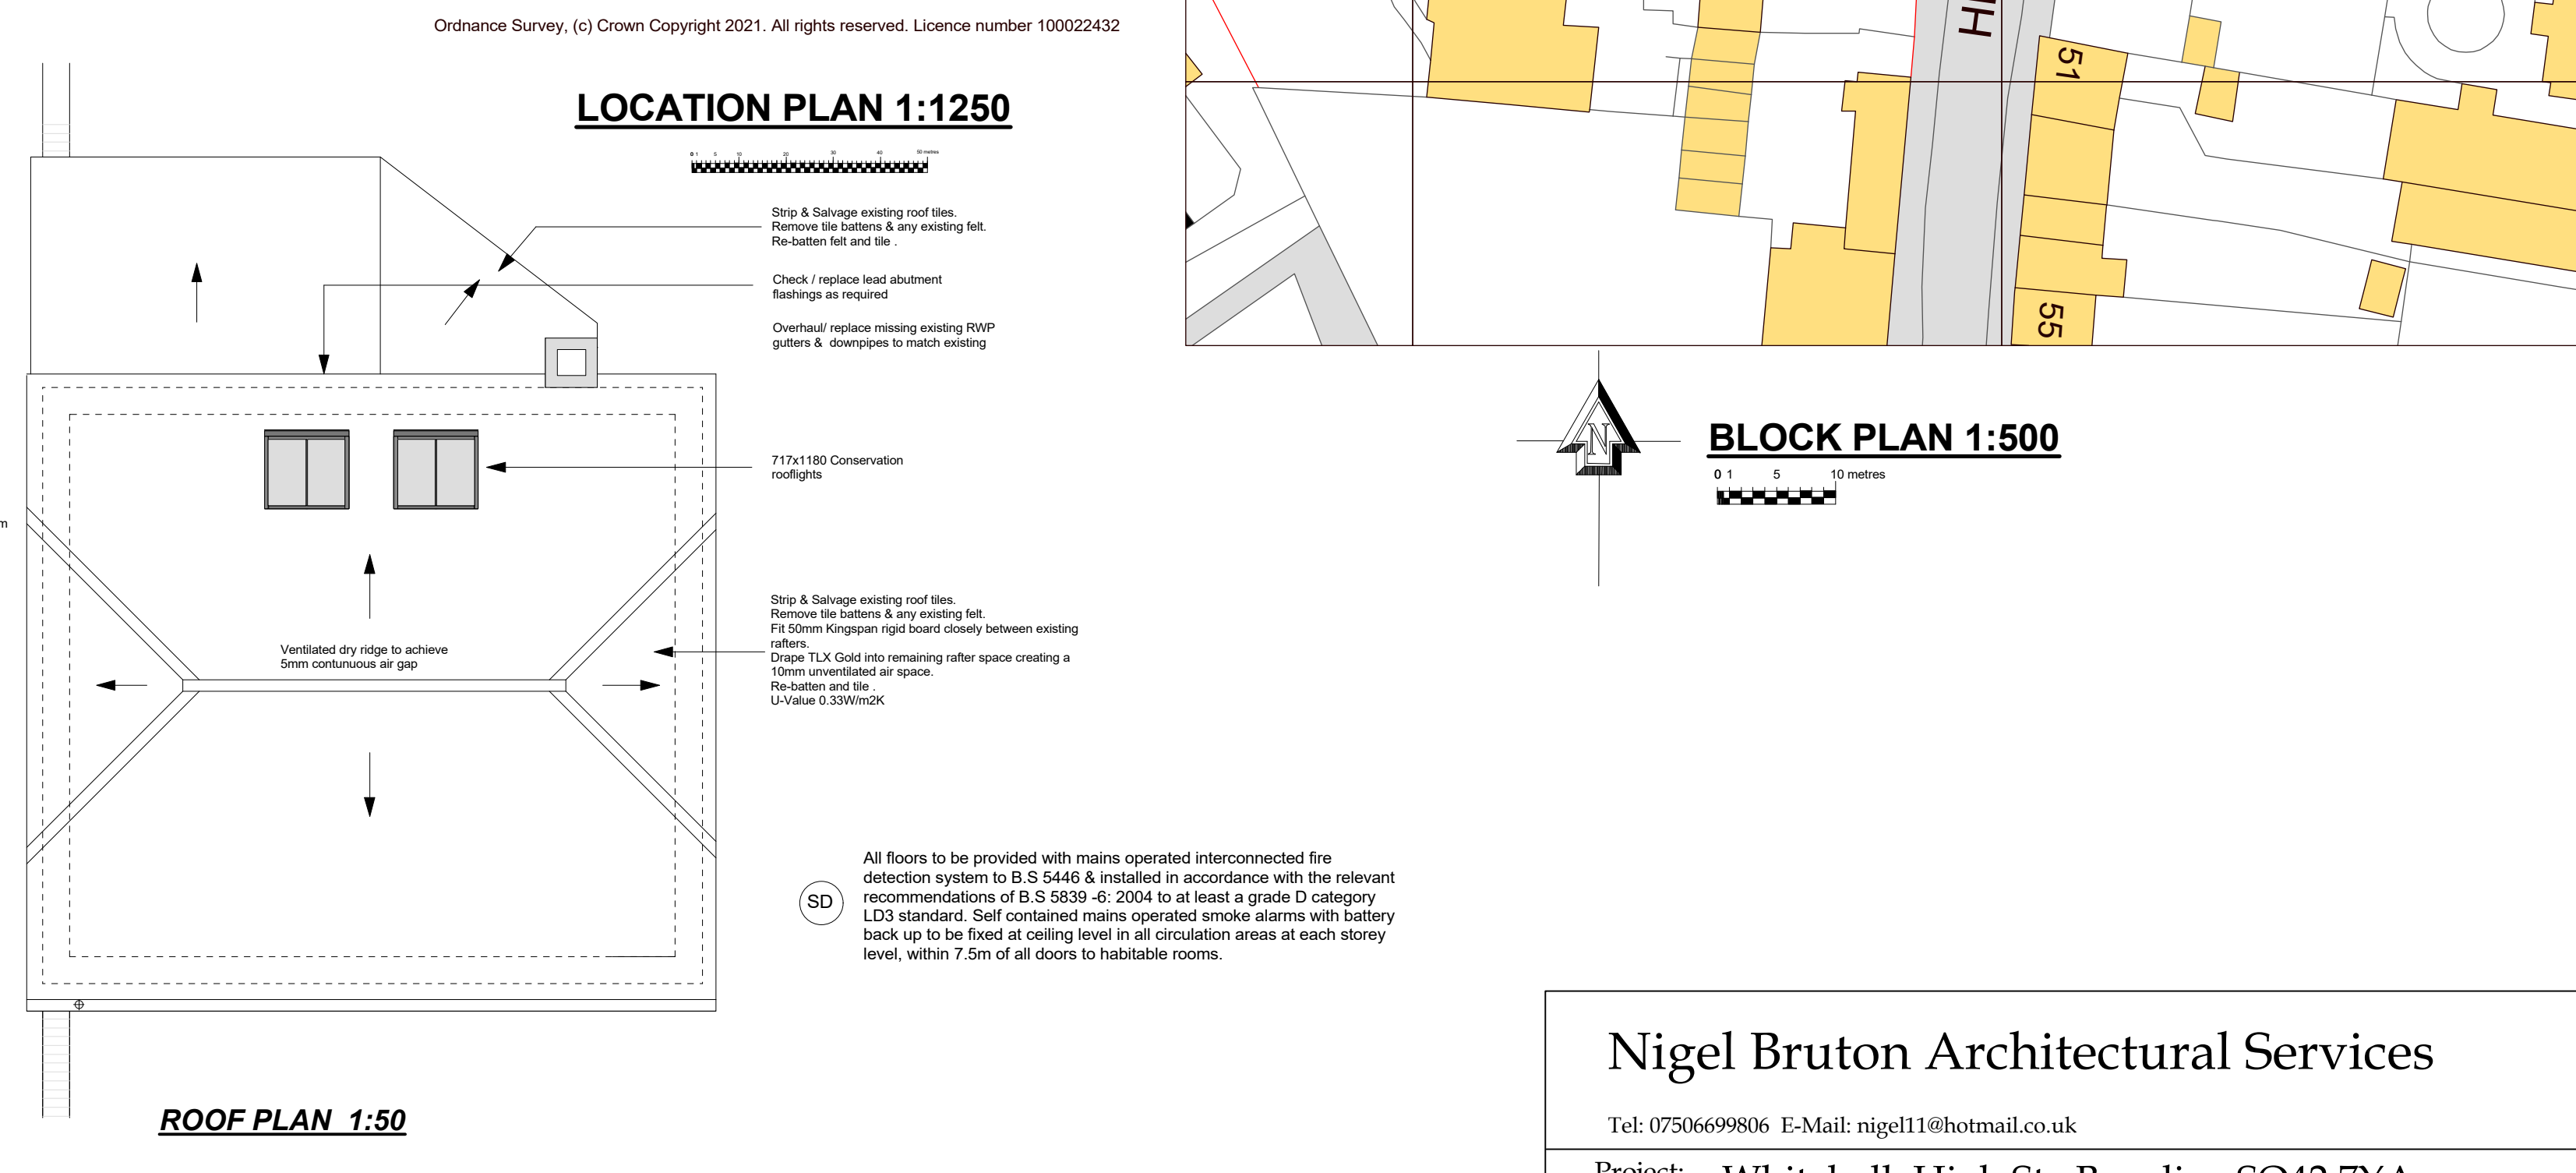 Ordnance Survey, (c) Crown Copyright 2021. All rights reserved. Licence number 100022432
LOCATION PLAN 1:1250
0 1 5 10 20 30 40 50 metres
Strip & Salvage existing roof tiles.
Remove tile battens & any existing felt.
Re-batten felt and tile .
Check / replace lead abutment
flashings as required
Overhaul/ replace missing existing RWP
gutters & downpipes to match existing
717x1180 Conservation
rooflights
Ventilated dry ridge to achieve
5mm contunuous air gap
Strip & Salvage existing roof tiles.
Remove tile battens & any existing felt.
Fit 50mm Kingspan rigid board closely between existing
rafters.
Drape TLX Gold into remaining rafter space creating a
10mm unventilated air space.
Re-batten and tile .
U-Value 0.33W/m2K
ROOF PLAN 1:50
51
55
N
BLOCK PLAN 1:500
0 1 5 10 metres
SD
All floors to be provided with mains operated interconnected fire
detection system to B.S 5446 & installed in accordance with the relevant
recommendations of B.S 5839 -6: 2004 to at least a grade D category
LD3 standard. Self contained mains operated smoke alarms with battery
back up to be fixed at ceiling level in all circulation areas at each storey
level, within 7.5m of all doors to habitable rooms.
Nigel Bruton Architectural Services
Tel: 07506699806 E-Mail: nigel11@hotmail.co.uk
Project: